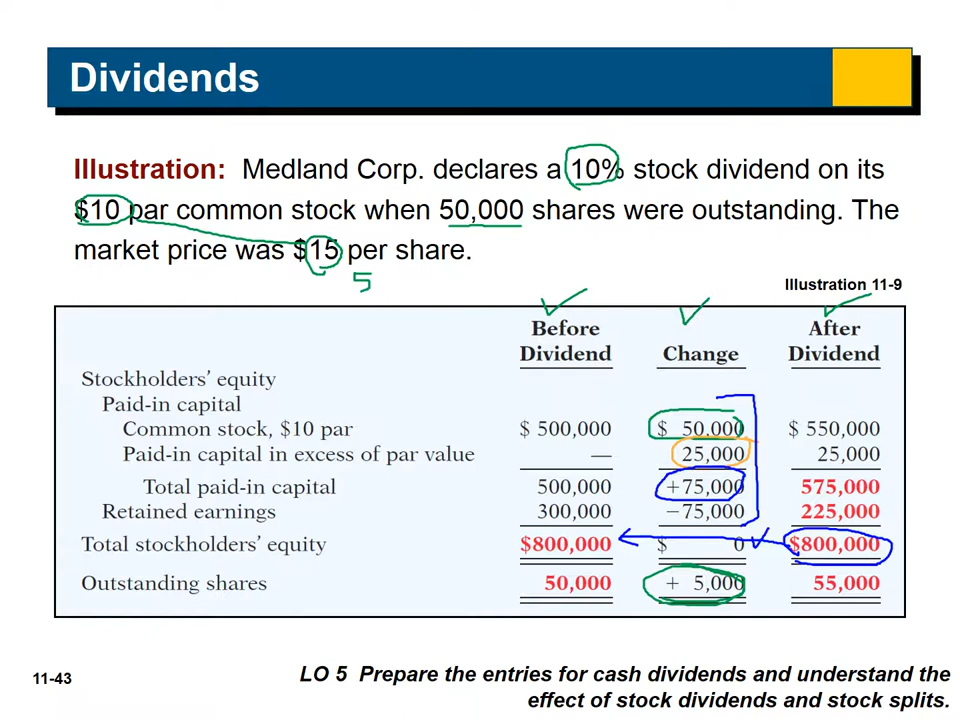 Dividends
Illustration: Medland Corp. declares a 10% stock dividend on its
$10 par common stock when 50,000 shares were outstanding. The
market price was $15 per share.
5
Illustration 11-9
Before After
Dividend Change Dividend
Stockholders' equity
Paid-in capital
Common stock, $10 par $ 500,000 $ 50,000 $ 550,000
Paid-in capital in excess of par value — 25,000 25,000
Total paid-in capital 500,000 +75,000 575,000
Retained earnings 300,000 −75,000 225,000
Total stockholders' equity $800,000 $ 0 $800,000
Outstanding shares 50,000 + 5,000 55,000
11-43
LO 5 Prepare the entries for cash dividends and understand the
effect of stock dividends and stock splits.